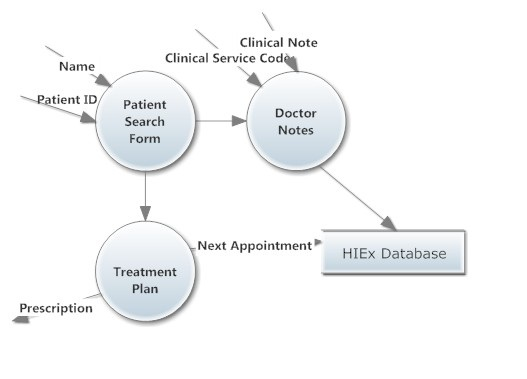 Clinical Note
Clinical Service Code
Name
Patient ID
Patient
Search
Form
Doctor
Notes
Next Appointment
HIEx Database
Treatment
Plan
Prescription